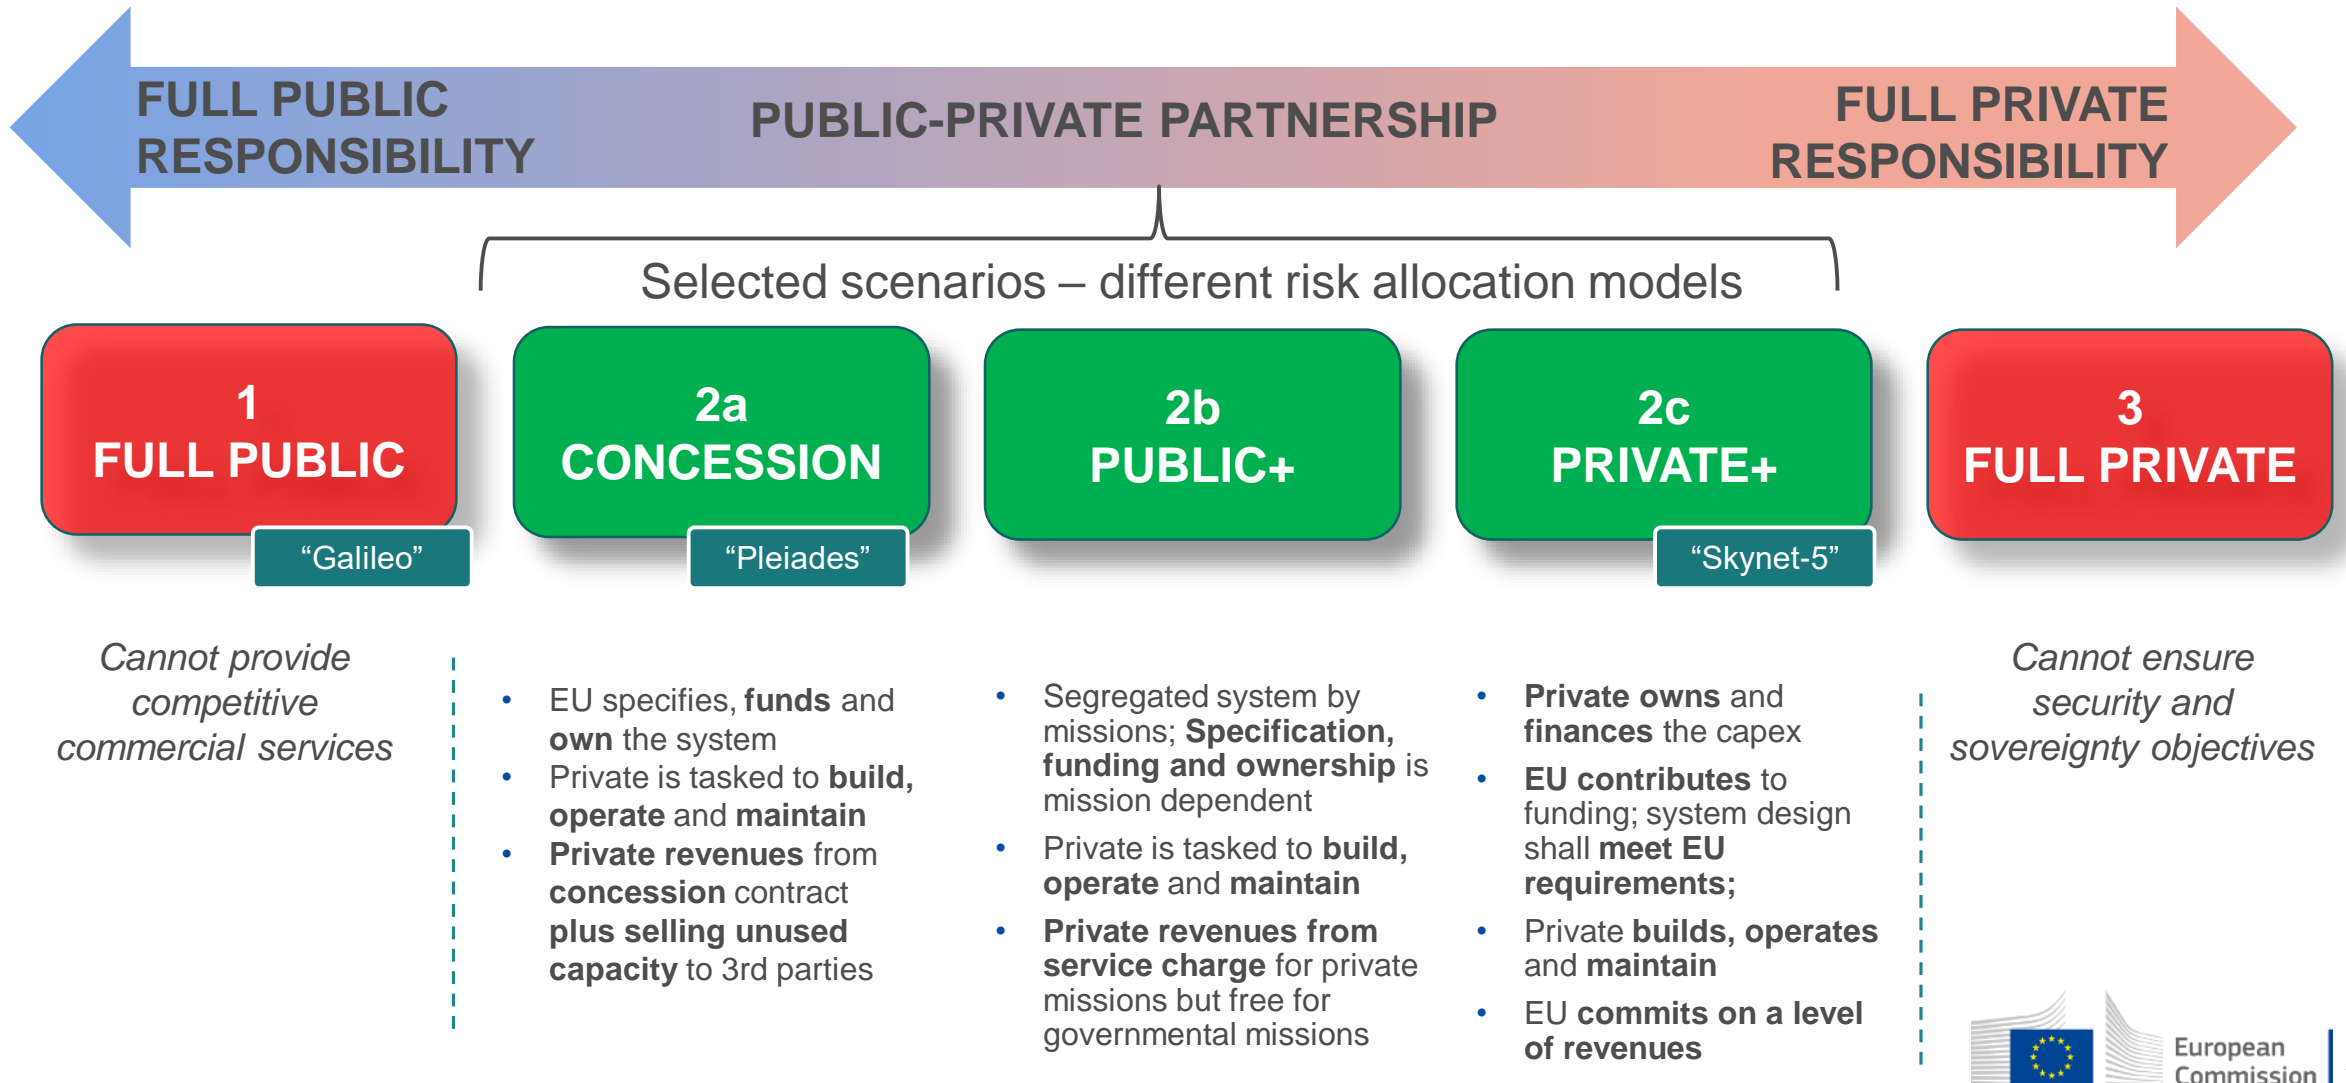 FULL PUBLIC
RESPONSIBILITY
PUBLIC-PRIVATE PARTNERSHIP
FULL PRIVATE
RESPONSIBILITY
Selected scenarios – different risk allocation models
1
FULL PUBLIC
“Galileo”
Cannot provide
competitive
commercial services
2a
CONCESSION
“Pleiades”
• EU specifies, funds and
own the system
• Private is tasked to build,
operate and maintain
• Private revenues from
concession contract
plus selling unused
capacity to 3rd parties
2b
PUBLIC+
• Segregated system by
missions; Specification,
funding and ownership is
mission dependent
• Private is tasked to build,
operate and maintain
• Private revenues from
service charge for private
missions but free for
governmental missions
2c
PRIVATE+
“Skynet-5”
• Private owns and
finances the capex
• EU contributes to
funding; system design
shall meet EU
requirements;
• Private builds, operates
and maintain
• EU commits on a level
of revenues
3
FULL PRIVATE
Cannot ensure
security and
sovereignty objectives
European
Commission